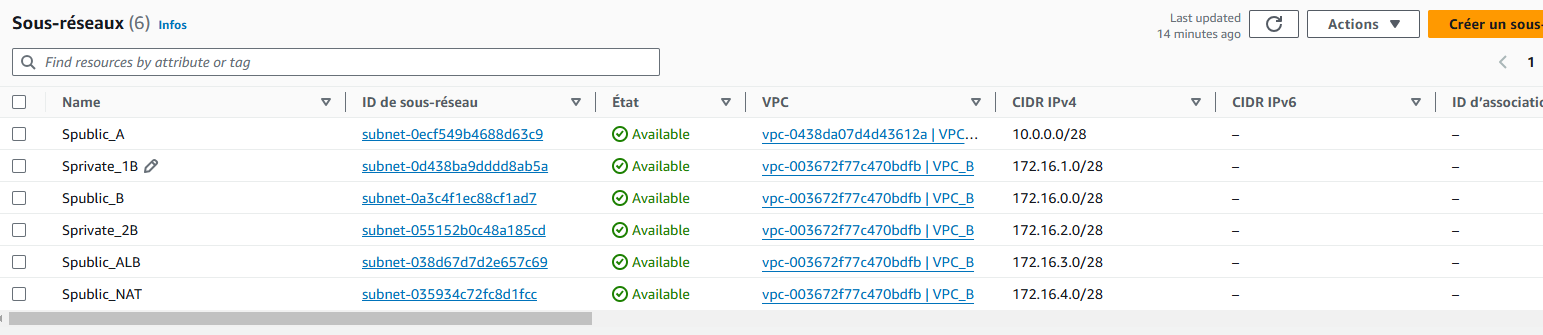 Sous-réseaux (6) Infos
Last updated
14 minutes ago
Actions
Créer un sous-
Find resources by attribute or tag
1
Name ID de sous-réseau État VPC CIDR IPv4 CIDR IPv6 ID d'associatio
Spublic_A subnet-0ecf549b4688d63c9 Available vpc-0438da07d4d43612a | VPC… 10.0.0.0/28 – –
Sprivate_1B subnet-0d438ba9dddd8ab5a Available vpc-003672f77c470bdfb | VPC_B 172.16.1.0/28 – –
Spublic_B subnet-0a3c4f1ec88cf1ad7 Available vpc-003672f77c470bdfb | VPC_B 172.16.0.0/28 – –
Sprivate_2B subnet-055152b0c48a185cd Available vpc-003672f77c470bdfb | VPC_B 172.16.2.0/28 – –
Spublic_ALB subnet-038d67d7d2e657c69 Available vpc-003672f77c470bdfb | VPC_B 172.16.3.0/28 – –
Spublic_NAT subnet-035934c72fc8d1fcc Available vpc-003672f77c470bdfb | VPC_B 172.16.4.0/28 – –